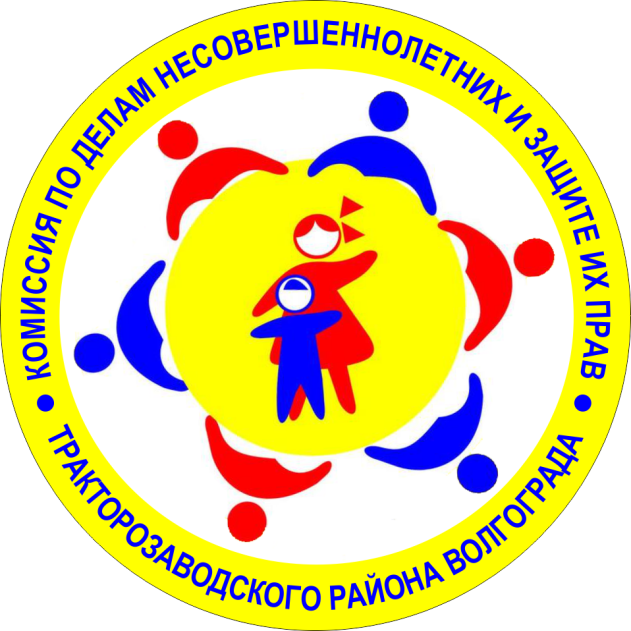 КОМИССИЯ ПО ДЕЛАМ НЕСОВЕРШЕННОЛЕТНИХ И ЗАЩИТЕ ИХ ПРАВ
ТРАКТОРОЗАВОДСКОГО РАЙОНА ВОЛГОГРАДА